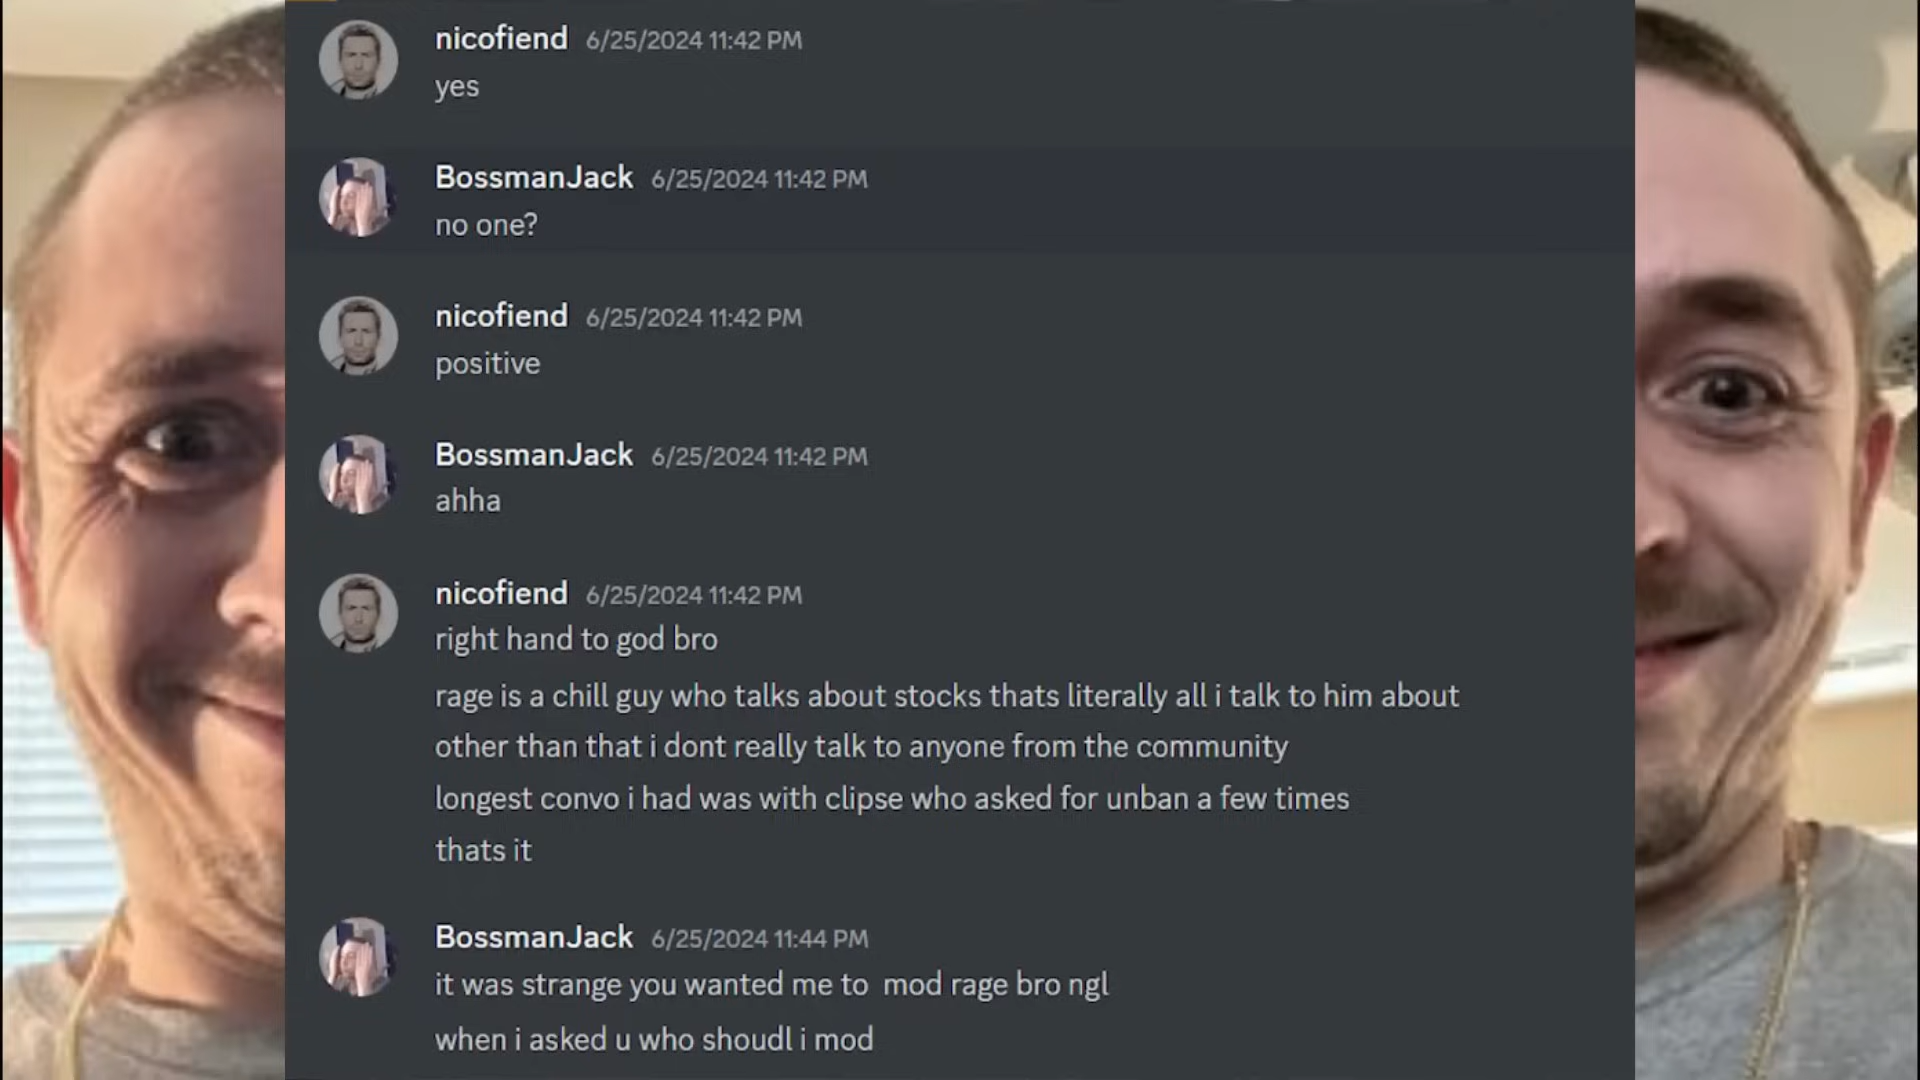 nicofiend 6/25/2024 11:42 PM
yes
BossmanJack 6/25/2024 11:42 PM
no one?
nicofiend 6/25/2024 11:42 PM
positive
BossmanJack 6/25/2024 11:42 PM
ahha
nicofiend 6/25/2024 11:42 PM
right hand to god bro
rage is a chill guy who talks about stocks thats literally all i talk to him about
other than that i dont really talk to anyone from the community
longest convo i had was with clipse who asked for unban a few times
thats it
BossmanJack 6/25/2024 11:44 PM
it was strange you wanted me to mod rage bro ngl
when i asked u who shoudl i mod